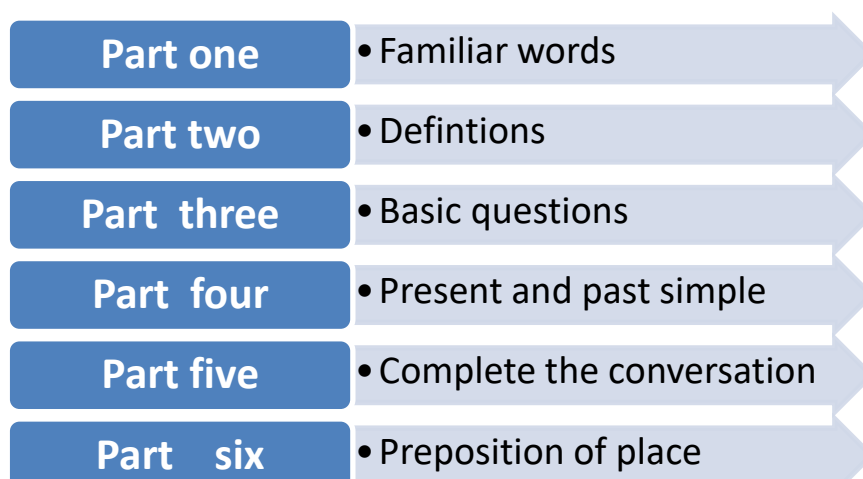 Part one • Familiar words
Part two • Defintions
Part three • Basic questions
Part four • Present and past simple
Part five • Complete the conversation
Part six • Preposition of place